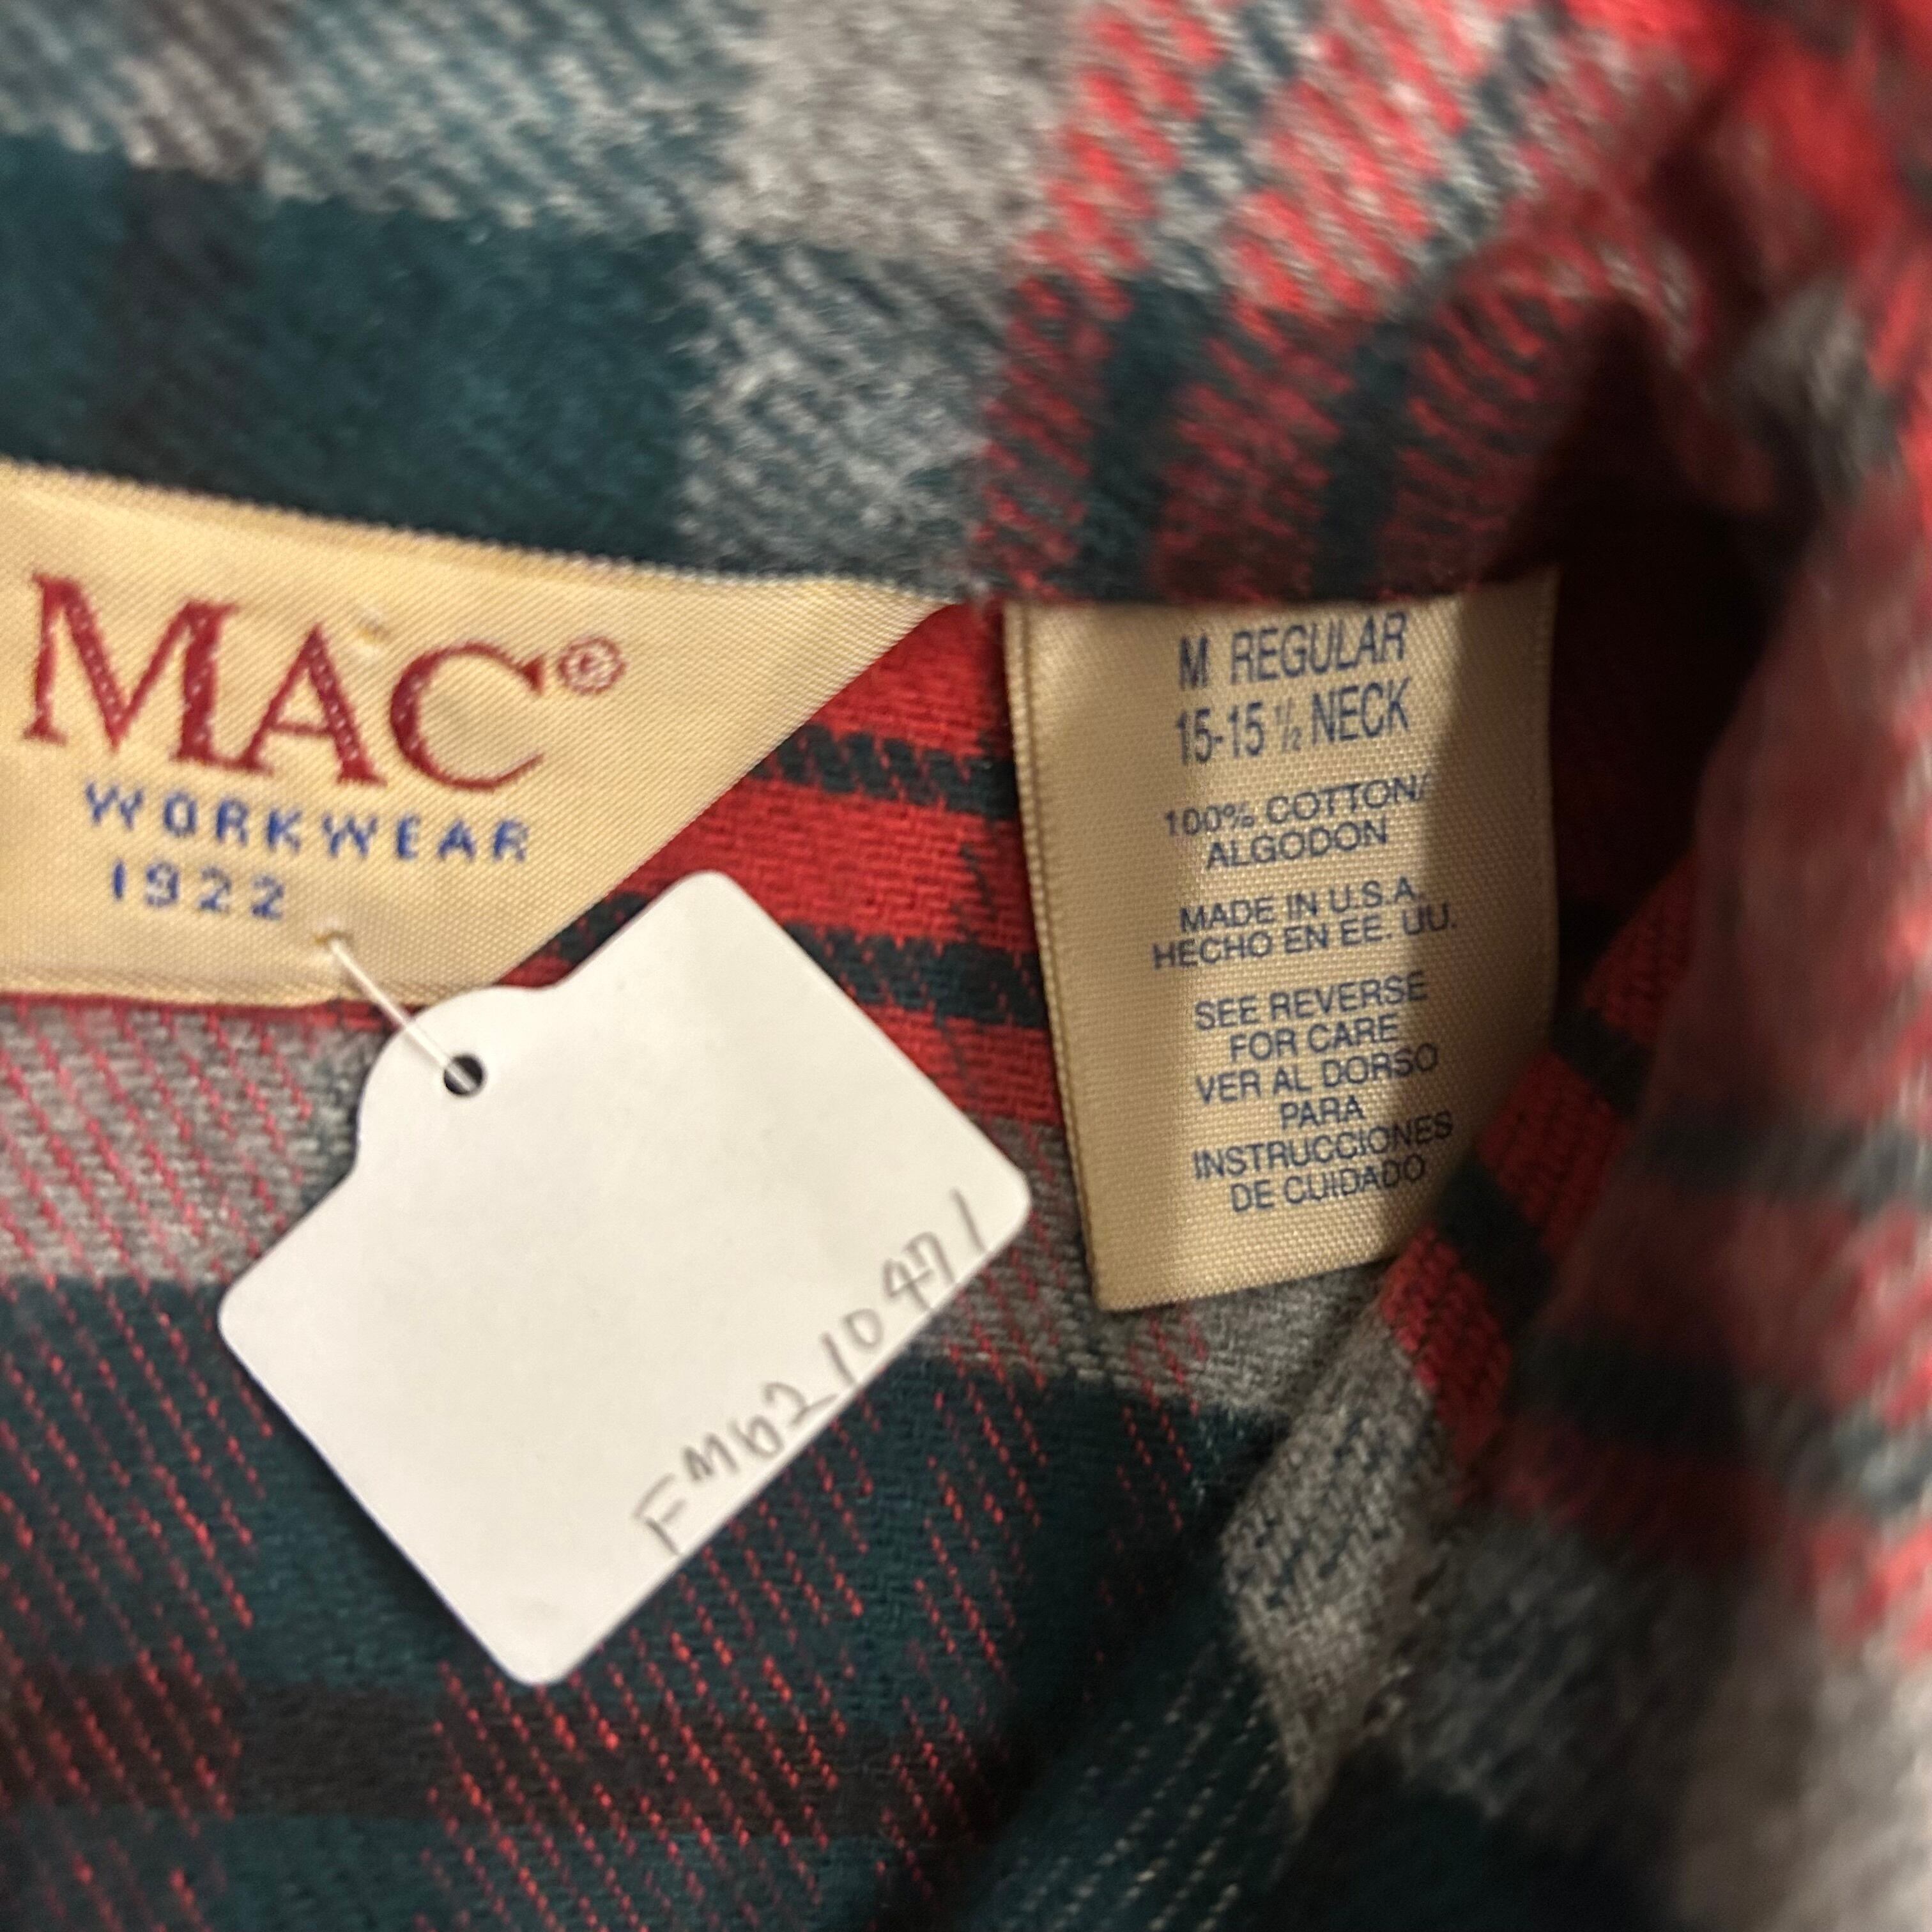 MAC®
WORKWEAR
1922
M REGULAR
15-15 ½ NECK
100% COTTON/
ALGODON
MADE IN U.S.A.
HECHO EN EE. UU.
SEE REVERSE
FOR CARE
VER AL DORSO
PARA
INSTRUCCIONES
DE CUIDADO